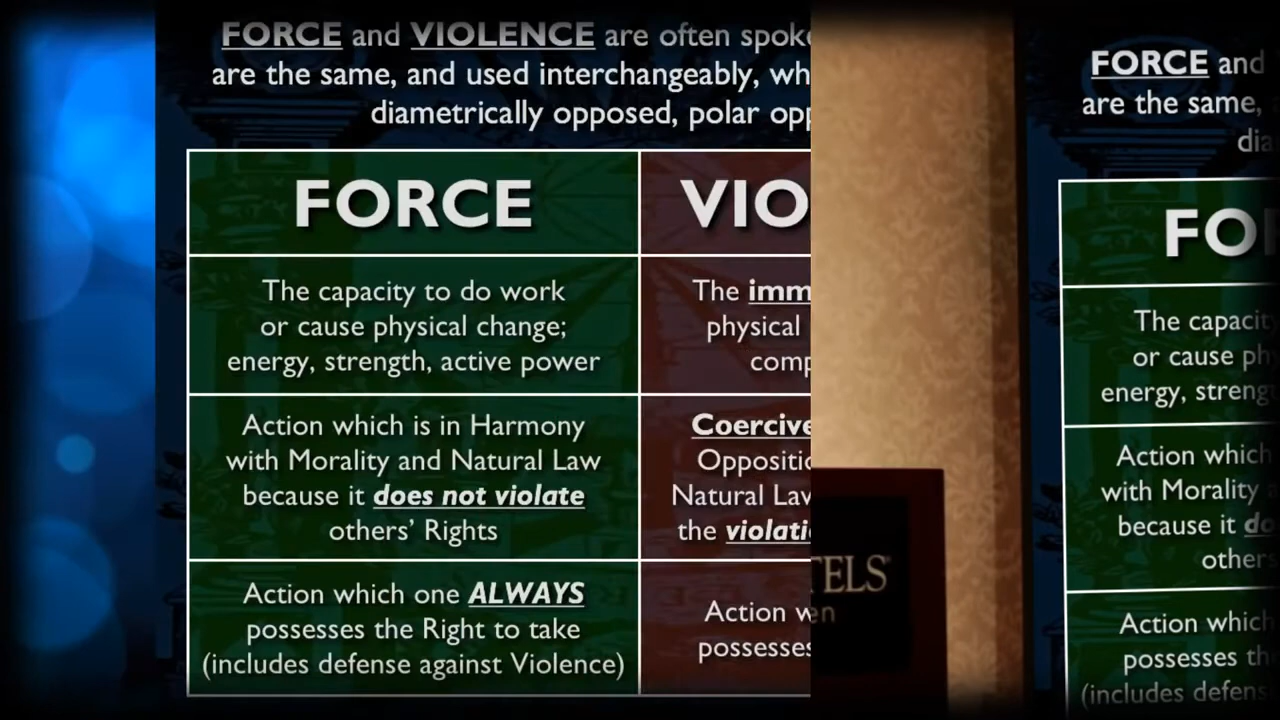 FORCE and VIOLENCE are often
are the same, and used interchangeably,
diametrically opposed, polar
FORCE
The capacity to do work
or cause physical change;
energy, strength, active power
Action which is in Harmony
with Morality and Natural Law
because it does not violate
others' Rights
Action which one ALWAYS
possesses the Right to take
(includes defense against Violence)
VIO
The imm
physical
comp
Coercive
Oppositio
Natural Law
the violati
Action
possesses
TELS
FORCE and
are the same,
dia
FO
The capacit
or cause ph
energy, streng
Action which
with Morality
because it do
others
Action which
possesses th
(includes defens